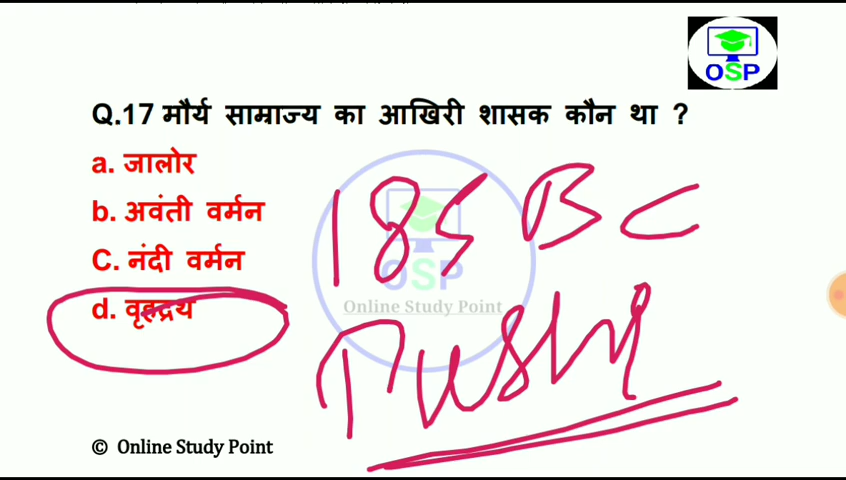 OSP
Q.17 मौर्य साम्राज्य का आखिरी शासक कौन था ?
a. जालोर
b. अवंती वर्मन
C. नंदी वर्मन
d. वृहद्रथ
185 BC
OSP
Online Study Point
© Online Study Point